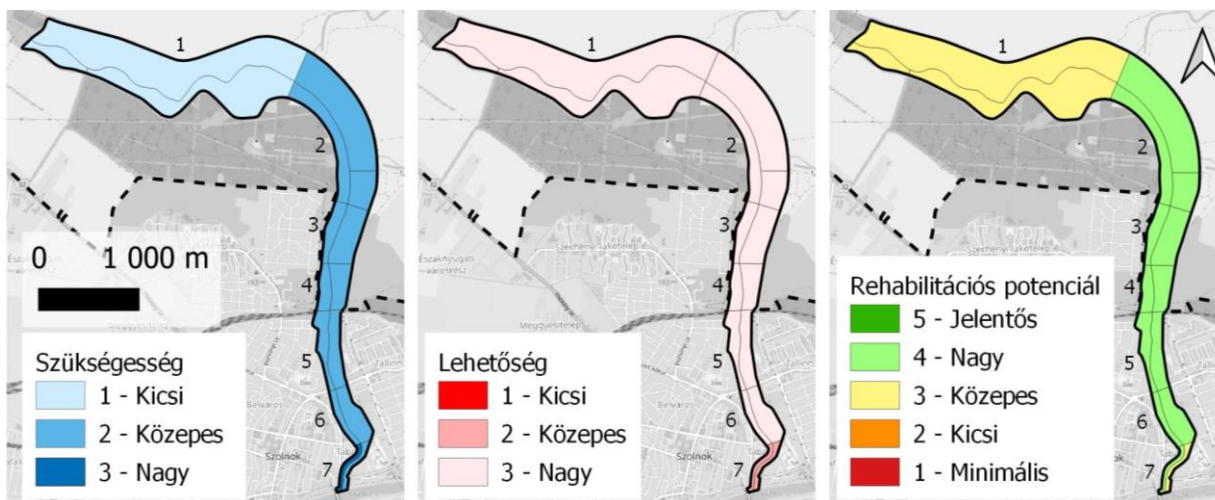 1
2
3
4
5
6
7
0 1 000 m
Szükségesség
1 - Kicsi
2 - Közepes
3 - Nagy
Belváros
Szolnok
1
2
3
4
5
6
7
Széchenyi lakótelep
Északnyugati
városrész
Lehetőség
1 - Kicsi
2 - Közepes
3 - Nagy
Belváros
Szolnok
1
2
3
4
5
6
7
Rehabilitációs potenciál
5 - Jelentős
4 - Nagy
3 - Közepes
2 - Kicsi
1 - Minimális